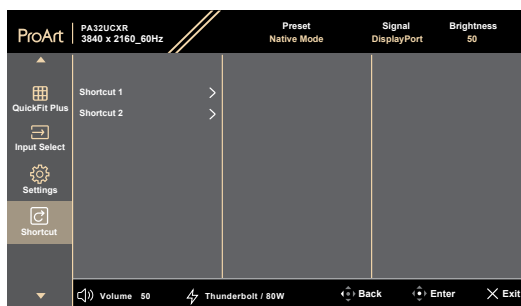 ProArt
PA32UCXR
3840 x 2160_60Hz
Preset
Native Mode
Signal
DisplayPort
Brightness
50
QuickFit Plus
Input Select
Settings
Shortcut
Shortcut 1
Shortcut 2
Volume 50
Thunderbolt / 80W
Back
Enter
Exit